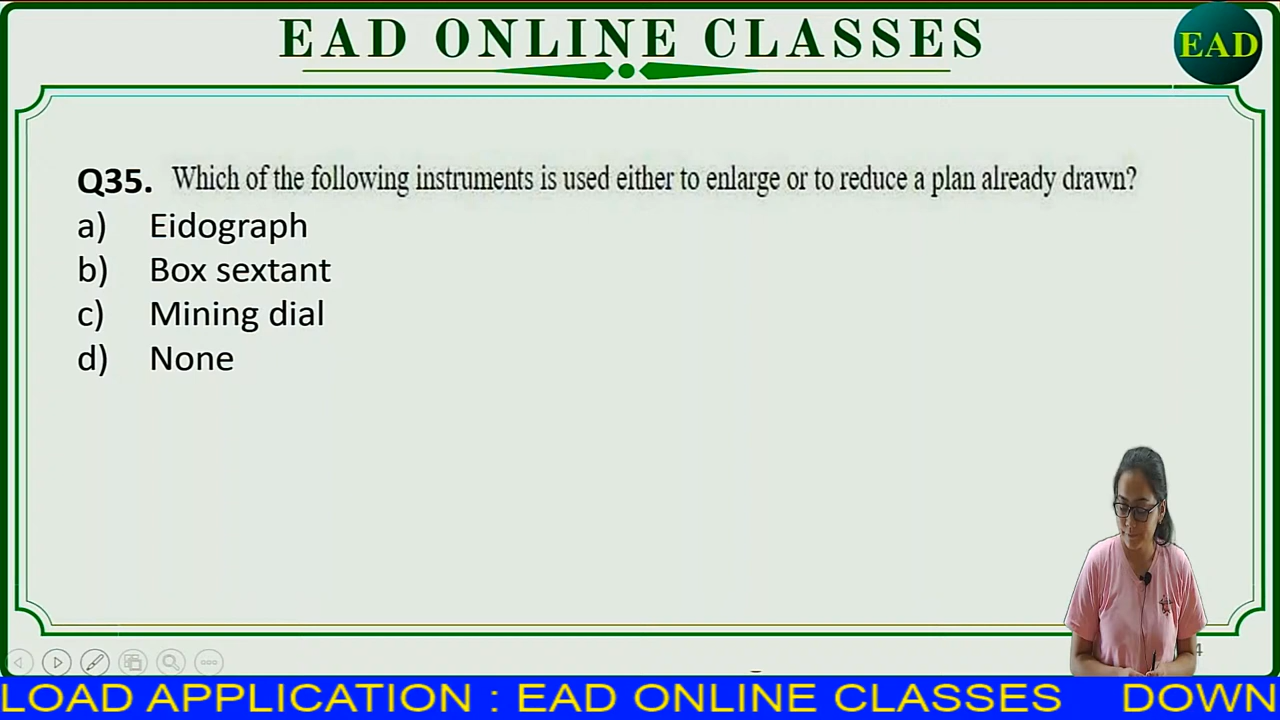 EAD ONLINE CLASSES
EAD
Q35. Which of the following instruments is used either to enlarge or to reduce a plan already drawn?
a) Eidograph
b) Box sextant
c) Mining dial
d) None
4
LOAD APPLICATION : EAD ONLINE CLASSES DOWN